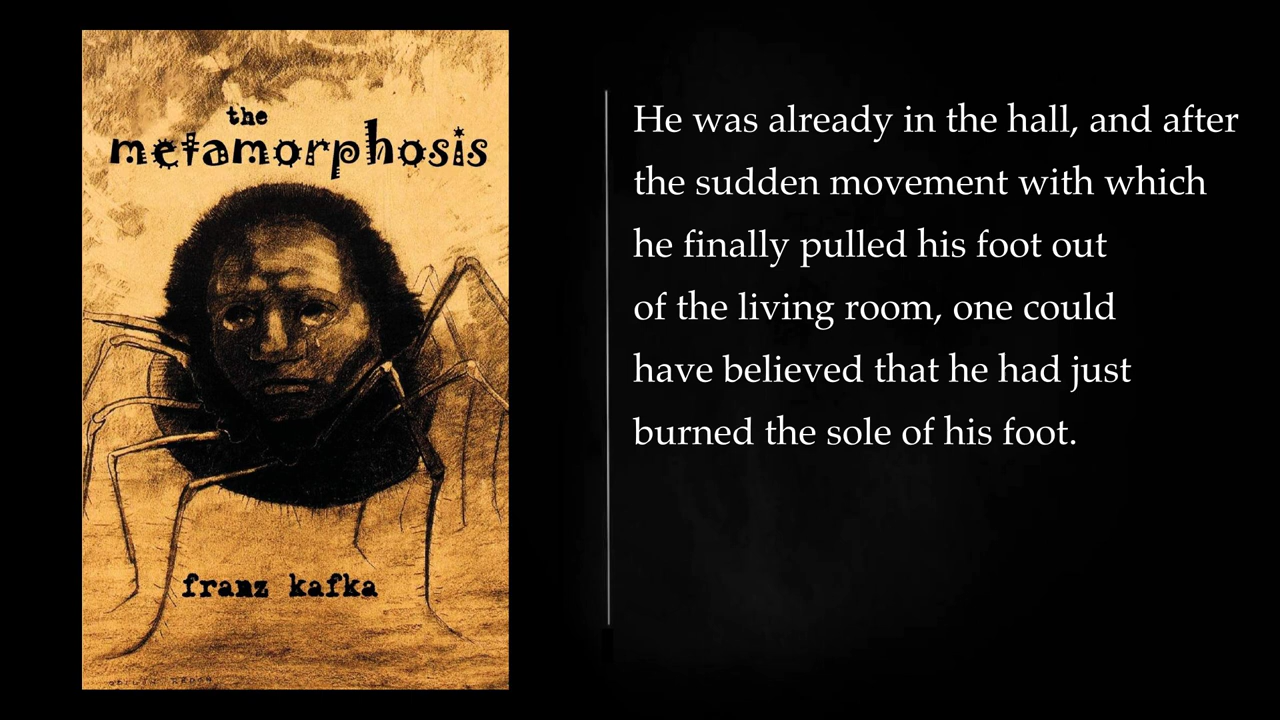 the
metamorphosis
franz kafka
ODILON REDON
He was already in the hall, and after
the sudden movement with which
he finally pulled his foot out
of the living room, one could
have believed that he had just
burned the sole of his foot.